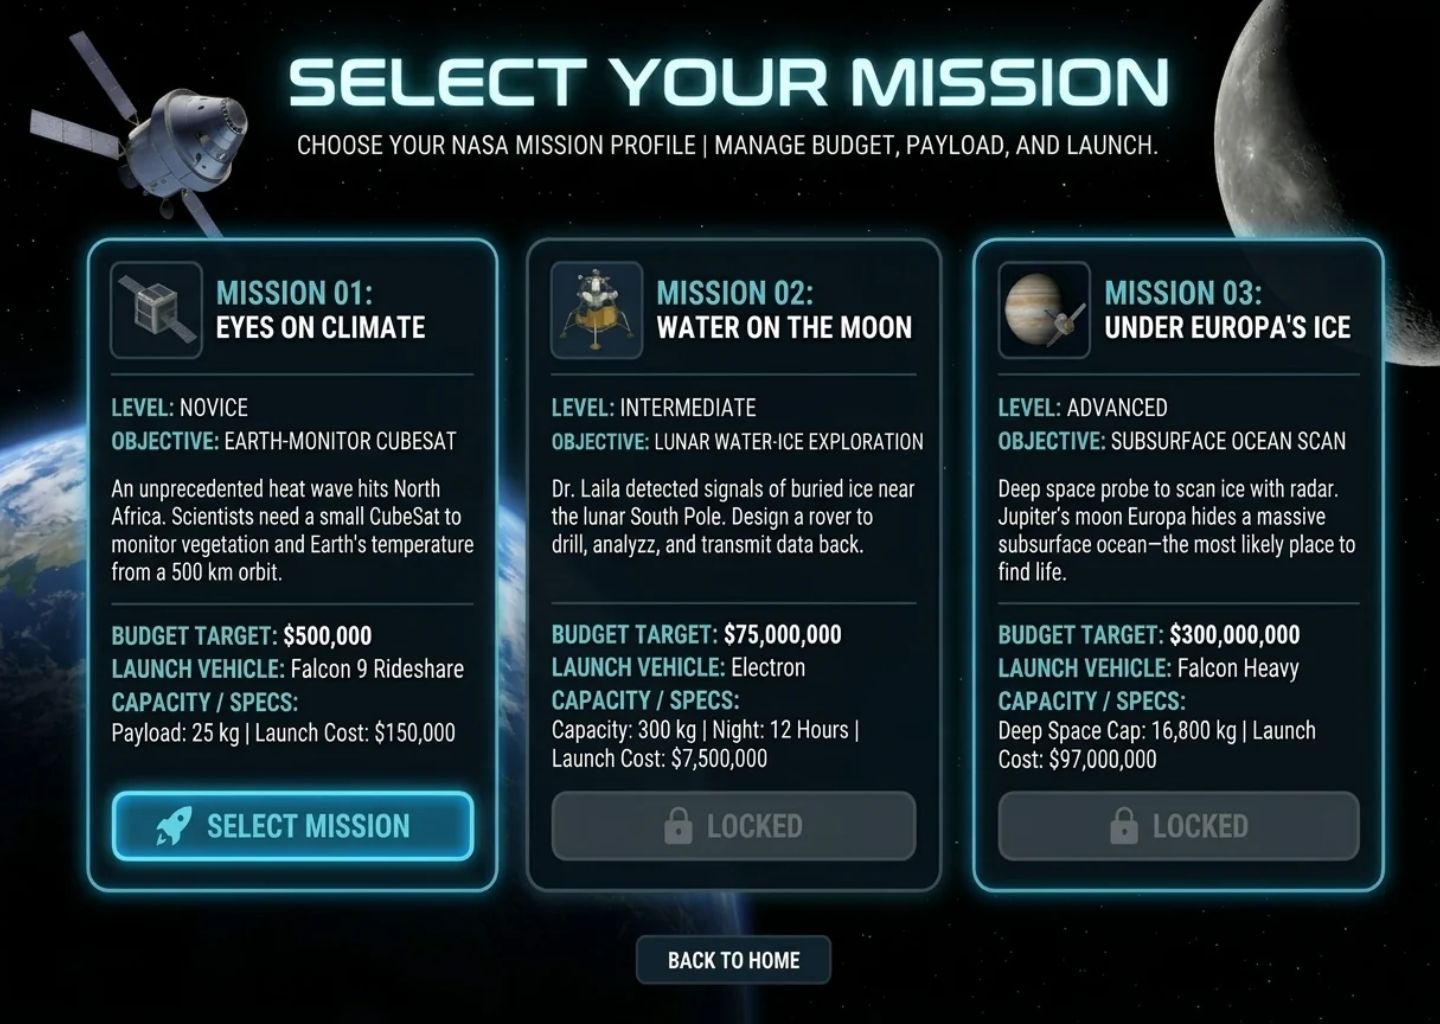 SELECT YOUR MISSION
CHOOSE YOUR NASA MISSION PROFILE | MANAGE BUDGET, PAYLOAD, AND LAUNCH.
MISSION 01:
EYES ON CLIMATE
LEVEL: NOVICE
OBJECTIVE: EARTH-MONITOR CUBESAT
An unprecedented heat wave hits North
Africa. Scientists need a small CubeSat to
monitor vegetation and Earth's temperature
from a 500 km orbit.
BUDGET TARGET: $500,000
LAUNCH VEHICLE: Falcon 9 Rideshare
CAPACITY / SPECS:
Payload: 25 kg | Launch Cost: $150,000
SELECT MISSION
MISSION 02:
WATER ON THE MOON
LEVEL: INTERMEDIATE
OBJECTIVE: LUNAR WATER-ICE EXPLORATION
Dr. Laila detected signals of buried ice near
the lunar South Pole. Design a rover to
drill, analyzz, and transmit data back.
BUDGET TARGET: $75,000,000
LAUNCH VEHICLE: Electron
CAPACITY / SPECS:
Capacity: 300 kg | Night: 12 Hours |
Launch Cost: $7,500,000
LOCKED
MISSION 03:
UNDER EUROPA'S ICE
LEVEL: ADVANCED
OBJECTIVE: SUBSURFACE OCEAN SCAN
Deep space probe to scan ice with radar.
Jupiter's moon Europa hides a massive
subsurface ocean—the most likely place to
find life.
BUDGET TARGET: $300,000,000
LAUNCH VEHICLE: Falcon Heavy
CAPACITY / SPECS:
Deep Space Cap: 16,800 kg | Launch
Cost: $97,000,000
LOCKED
BACK TO HOME